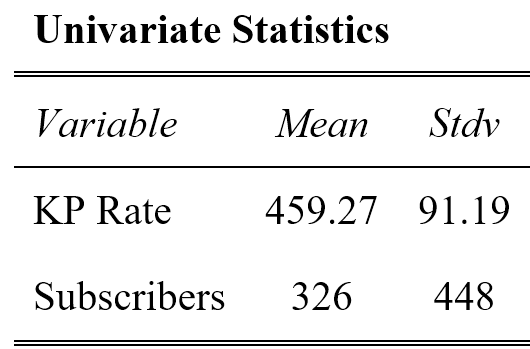 Univariate Statistics
Variable Mean Stdv
KP Rate 459.27 91.19
Subscribers 326 448